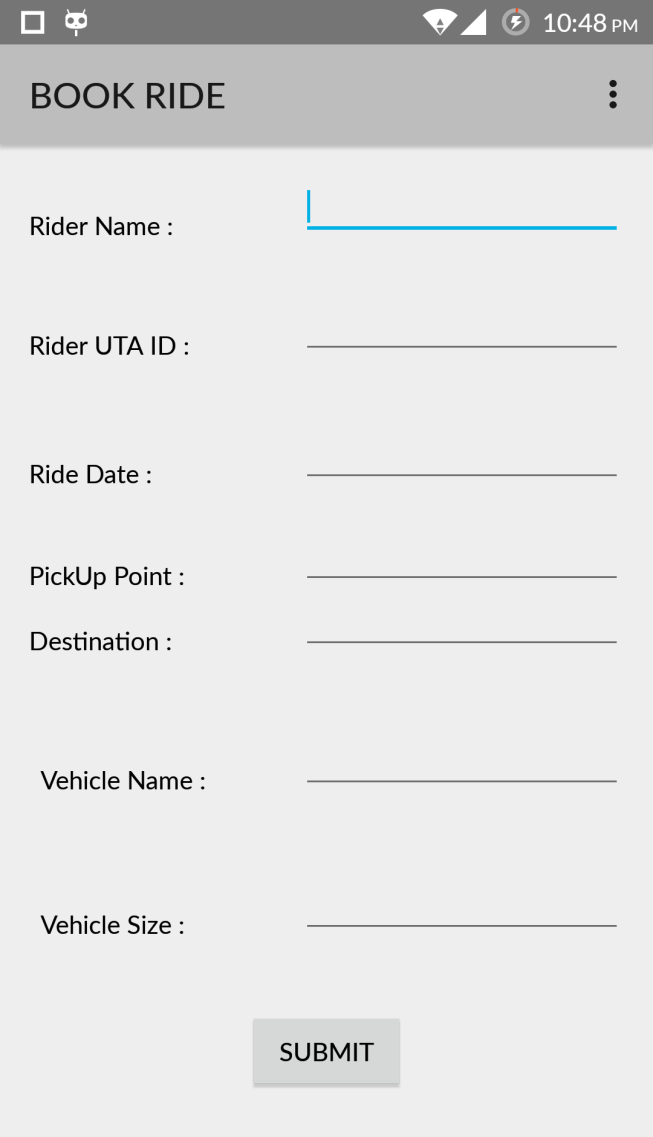 10:48 PM
BOOK RIDE
Rider Name :
Rider UTA ID :
Ride Date :
PickUp Point :
Destination :
Vehicle Name :
Vehicle Size :
SUBMIT